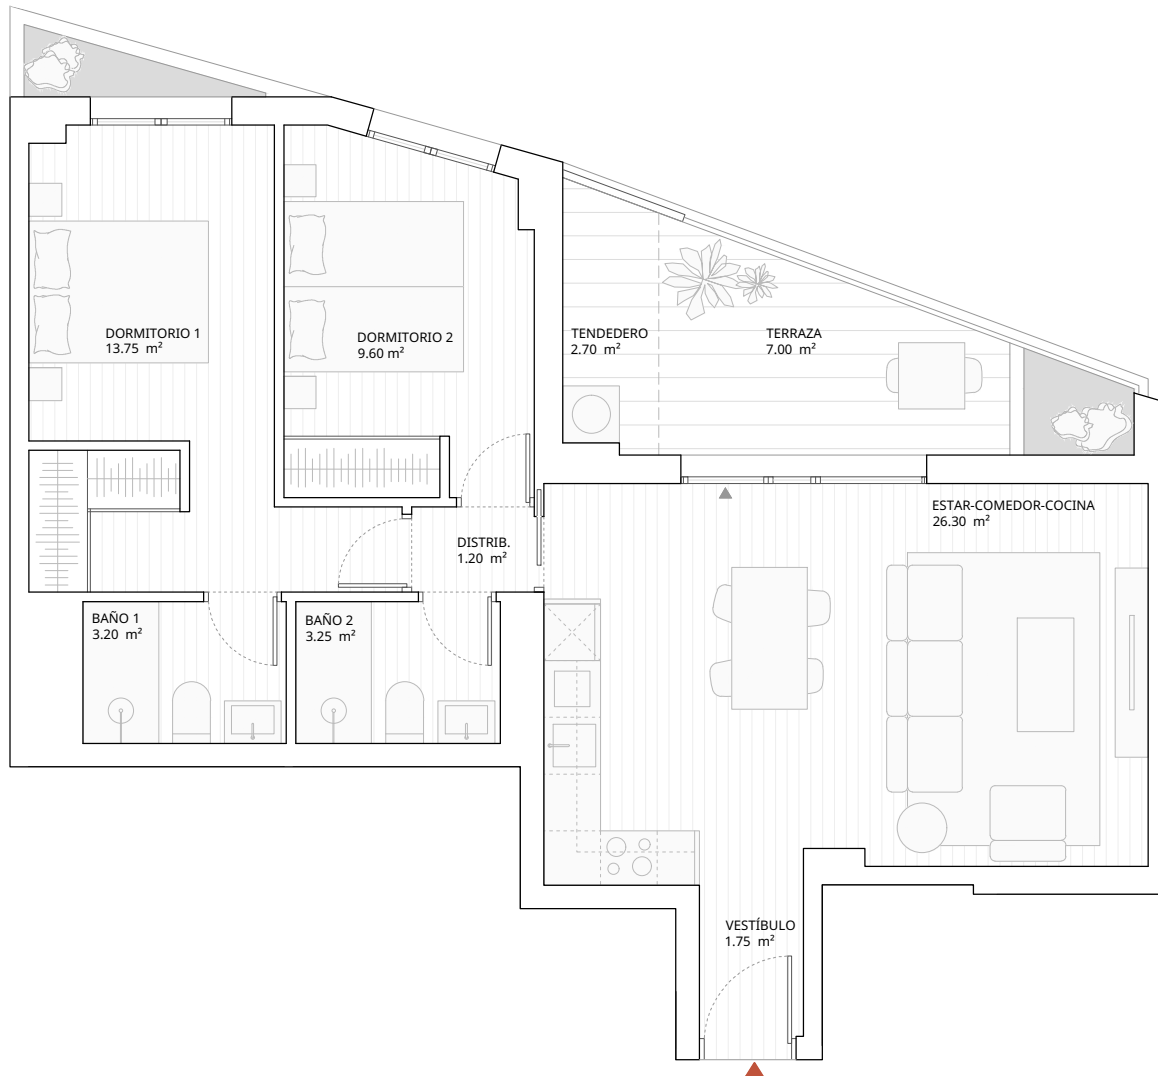 DORMITORIO 1
13.75 m²
DORMITORIO 2
9.60 m²
TENDEDERO
2.70 m²
TERRAZA
7.00 m²
ESTAR-COMEDOR-COCINA
26.30 m²
DISTRIB.
1.20 m²
BAÑO 1
3.20 m²
BAÑO 2
3.25 m²
VESTÍBULO
1.75 m²